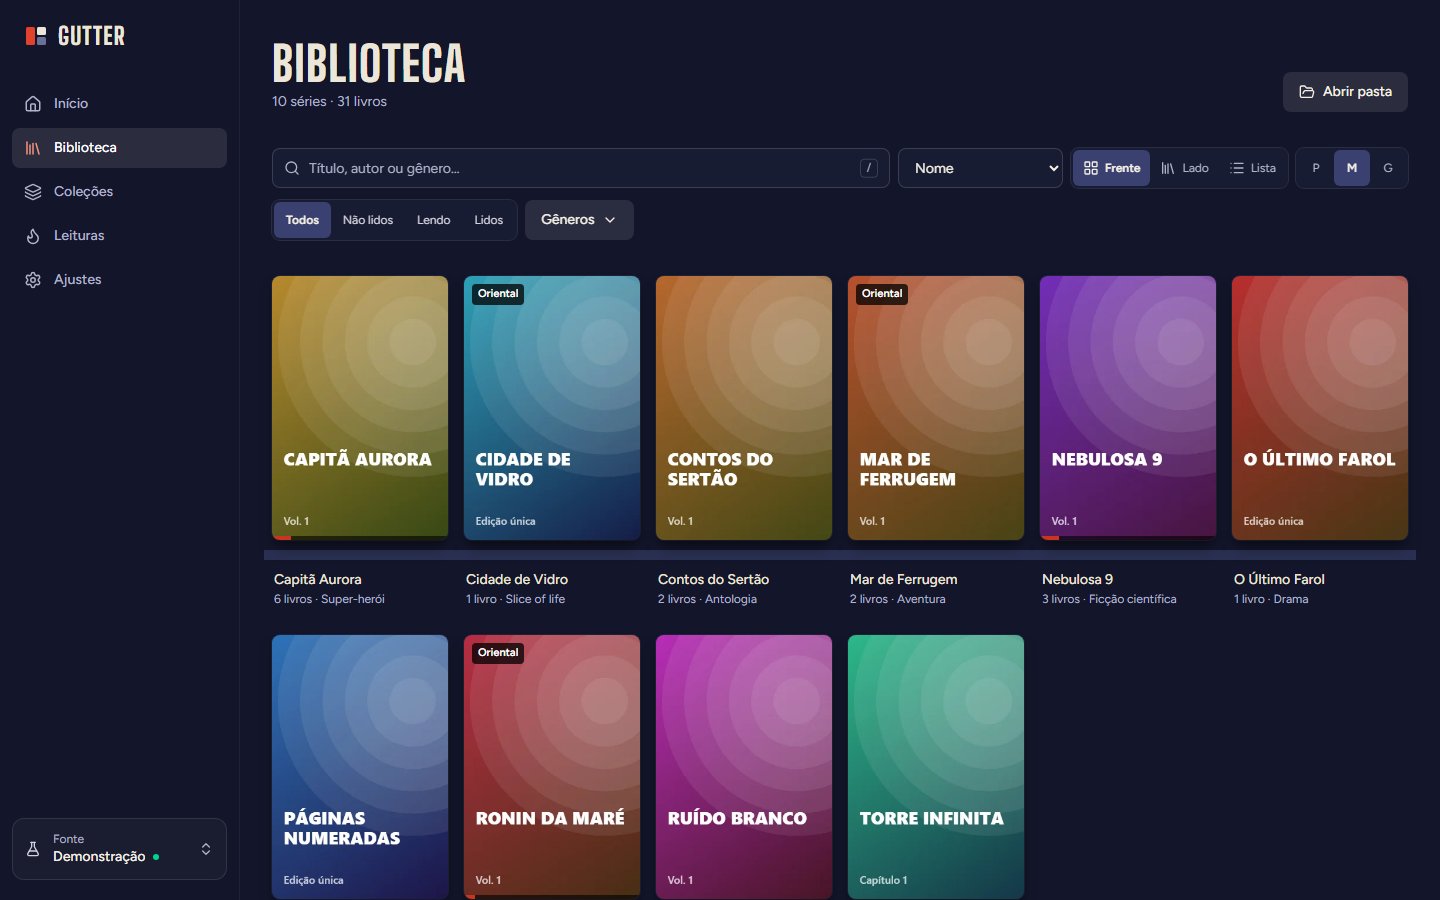 GUTTER
Início
Biblioteca
Coleções
Leituras
Ajustes
Fonte
Demonstração
BIBLIOTECA
10 séries · 31 livros
Abrir pasta
Título, autor ou gênero... /
Nome
Frente Lado Lista
P M G
Todos Não lidos Lendo Lidos
Gêneros
CAPITÃ AURORA
Vol. 1
Capitã Aurora
6 livros · Super-herói
Oriental
CIDADE DE
VIDRO
Edição única
Cidade de Vidro
1 livro · Slice of life
CONTOS DO
SERTÃO
Vol. 1
Contos do Sertão
2 livros · Antologia
Oriental
MAR DE
FERRUGEM
Vol. 1
Mar de Ferrugem
2 livros · Aventura
NEBULOSA 9
Vol. 1
Nebulosa 9
3 livros · Ficção científica
O ÚLTIMO FAROL
Edição única
O Último Farol
1 livro · Drama
PÁGINAS
NUMERADAS
Edição única
Oriental
RONIN DA MARÉ
Vol. 1
RUÍDO BRANCO
Vol. 1
TORRE INFINITA
Capítulo 1